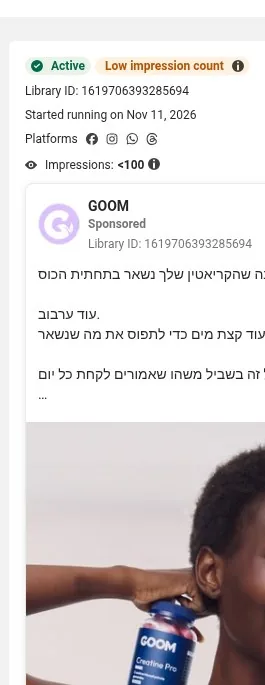 Active Low impression count
Library ID: 1619706393285694
Started running on Nov 11, 2026
Platforms
Impressions: <100
GOOM
Sponsored
Library ID: 1619706393285694
שהקריאטין שלך נשאר בתחתית הכוס
עוד ערבוב.
עוד קצת מים כדי לתפוס את מה שנשאר
זה בשביל משהו שאמורים לקחת כל יום
...
GOOM
Creatine Pro